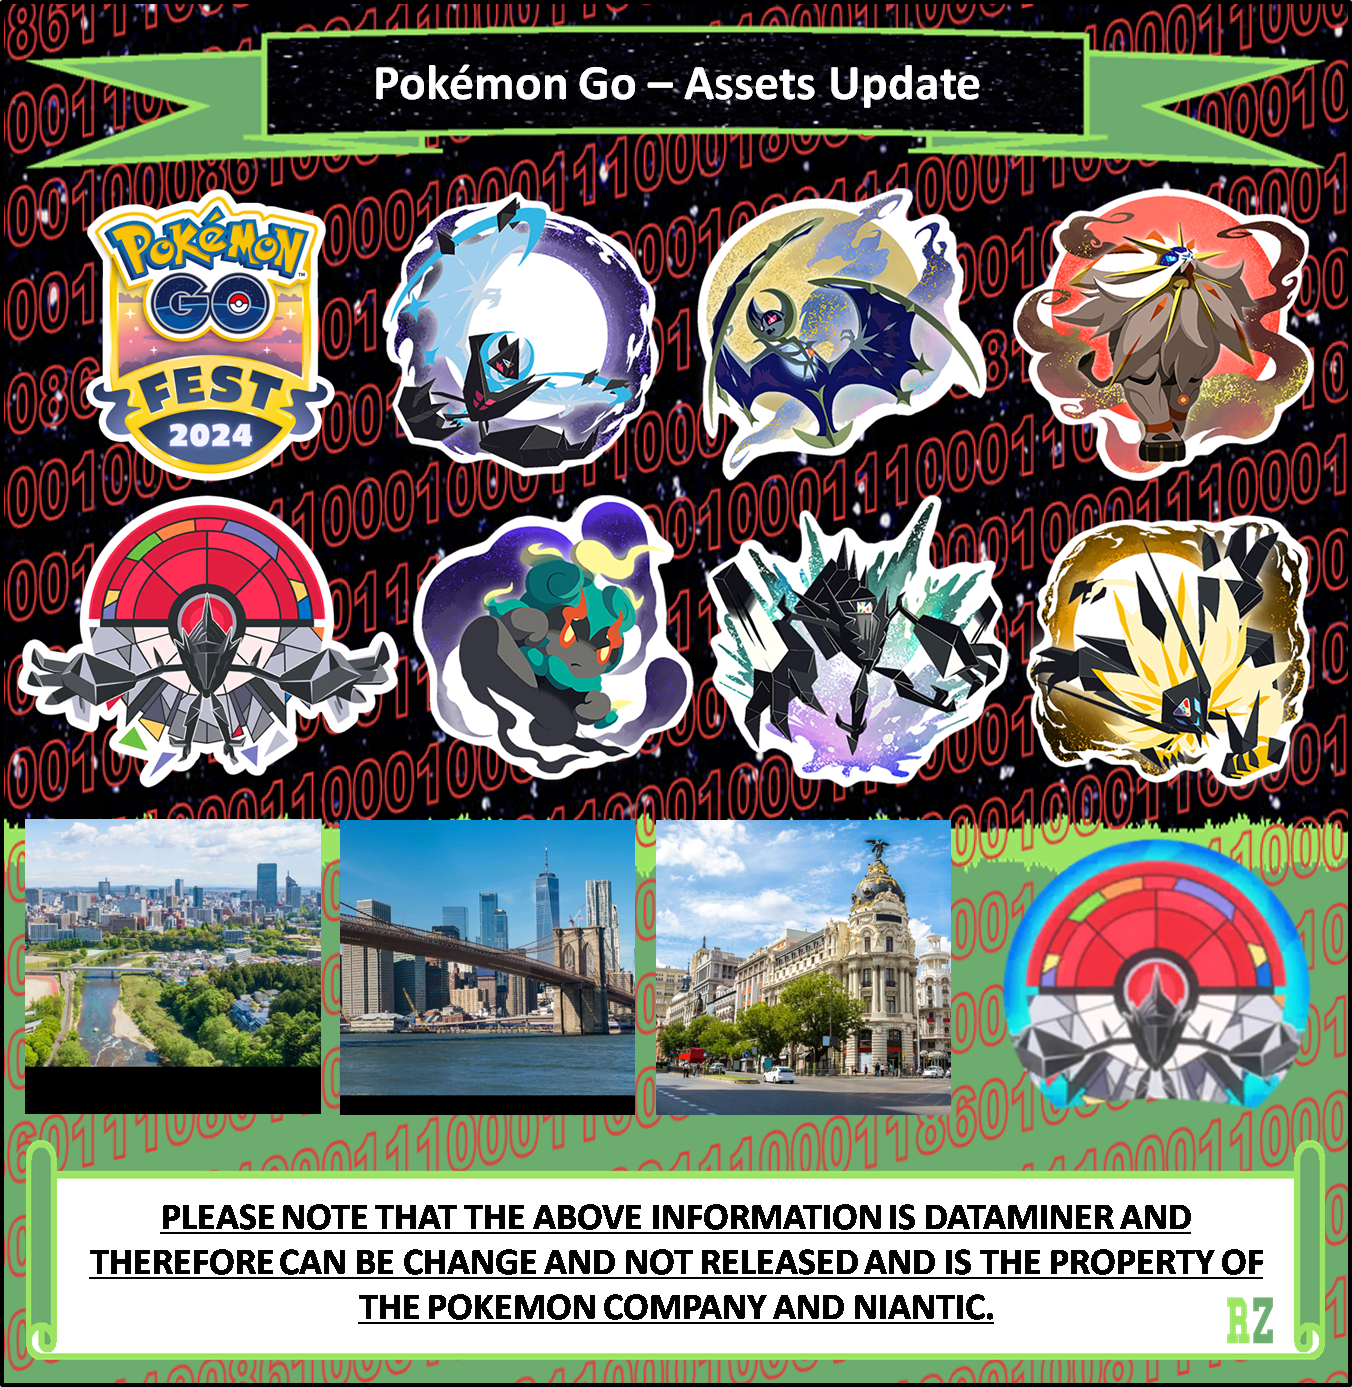 Pokémon Go – Assets Update
POKéMON
GO
TM
FEST
2024
PLEASE NOTE THAT THE ABOVE INFORMATION IS DATAMINER AND
THEREFORE CAN BE CHANGE AND NOT RELEASED AND IS THE PROPERTY OF
THE POKEMON COMPANY AND NIANTIC.
RZ